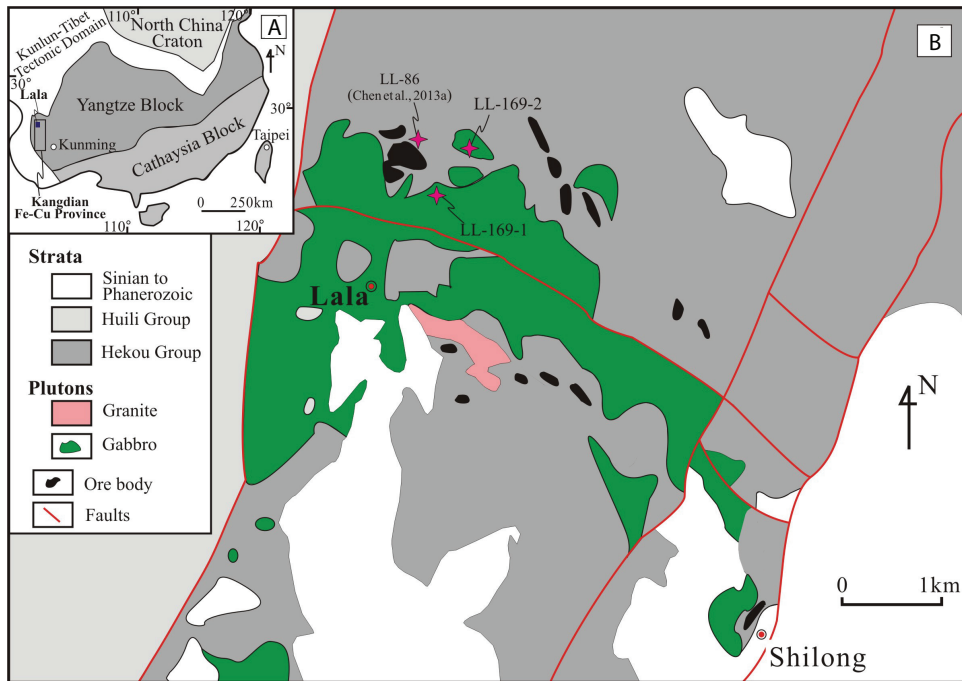 110°
120°
A
North China
Craton
Kunlun-Tibet
Tectonic Domain
N
30°
Lala
Yangtze Block
30°
Kunming
Cathaysia Block
Taipei
Kangdian
Fe-Cu Province
0 250km
110°
120°
B
LL-86
(Chen et al., 2013a)
LL-169-2
LL-169-1
Lala
Strata
Sinian to
Phanerozoic
Huili Group
Hekou Group
Plutons
Granite
Gabbro
Ore body
Faults
N
0 1km
Shilong